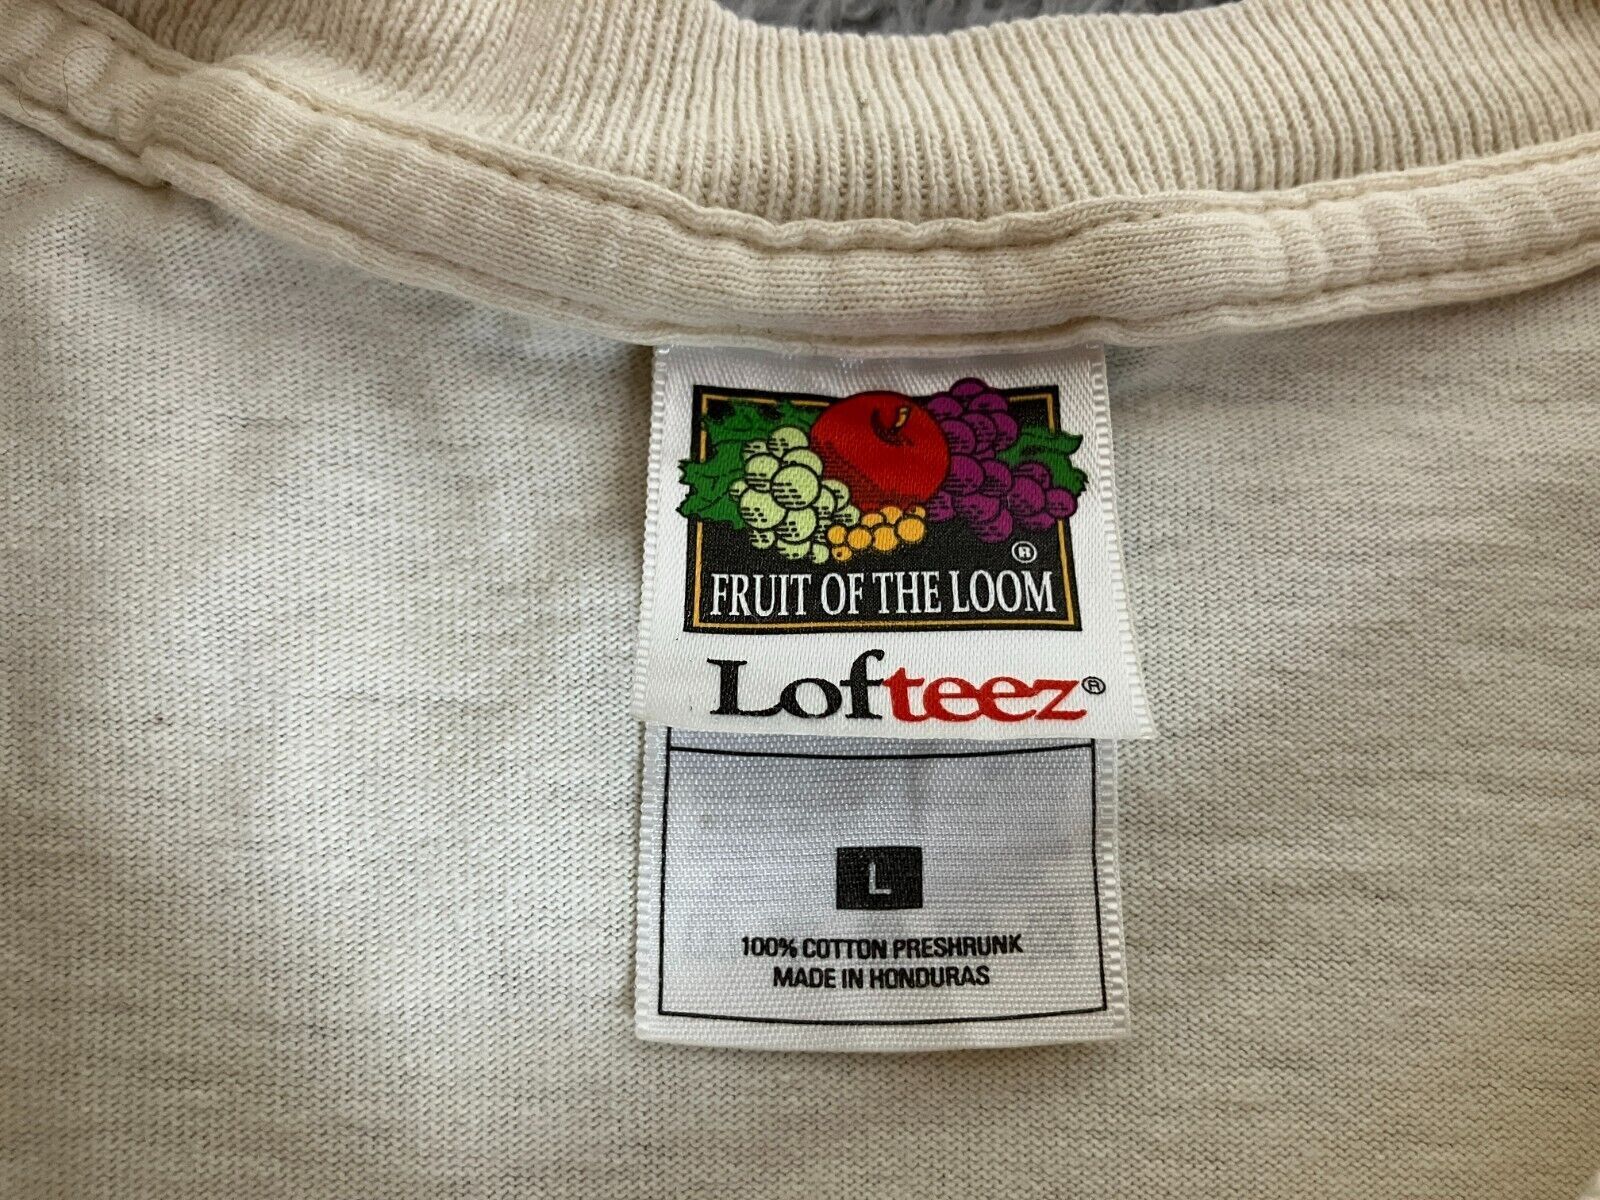 ®
FRUIT OF THE LOOM
Lofteez®
L
100% COTTON PRESHRUNK
MADE IN HONDURAS